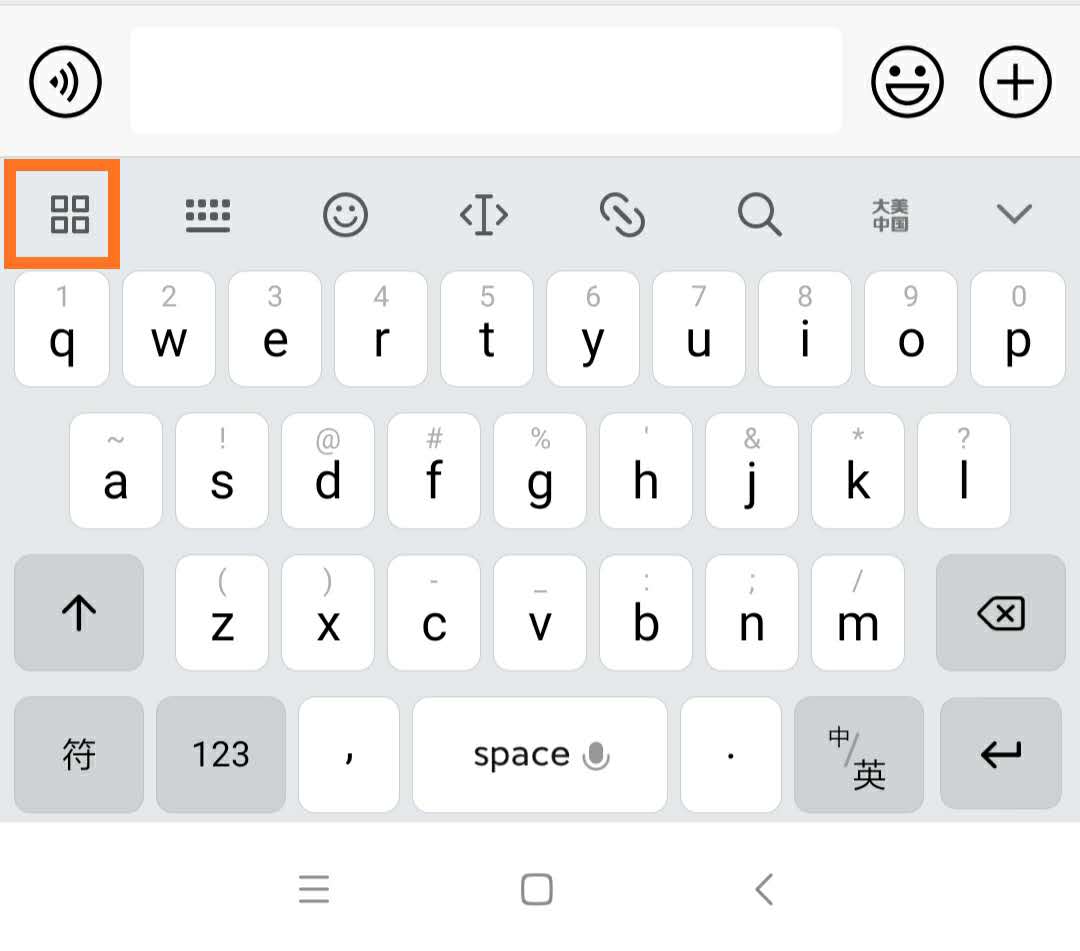 大美
中国
1 2 3 4 5 6 7 8 9 0
q w e r t y u i o p
~ ! @ # % ' & * ?
a s d f g h j k l
( ) - _ : ; /
z x c v b n m
符 123 , space . 中/英